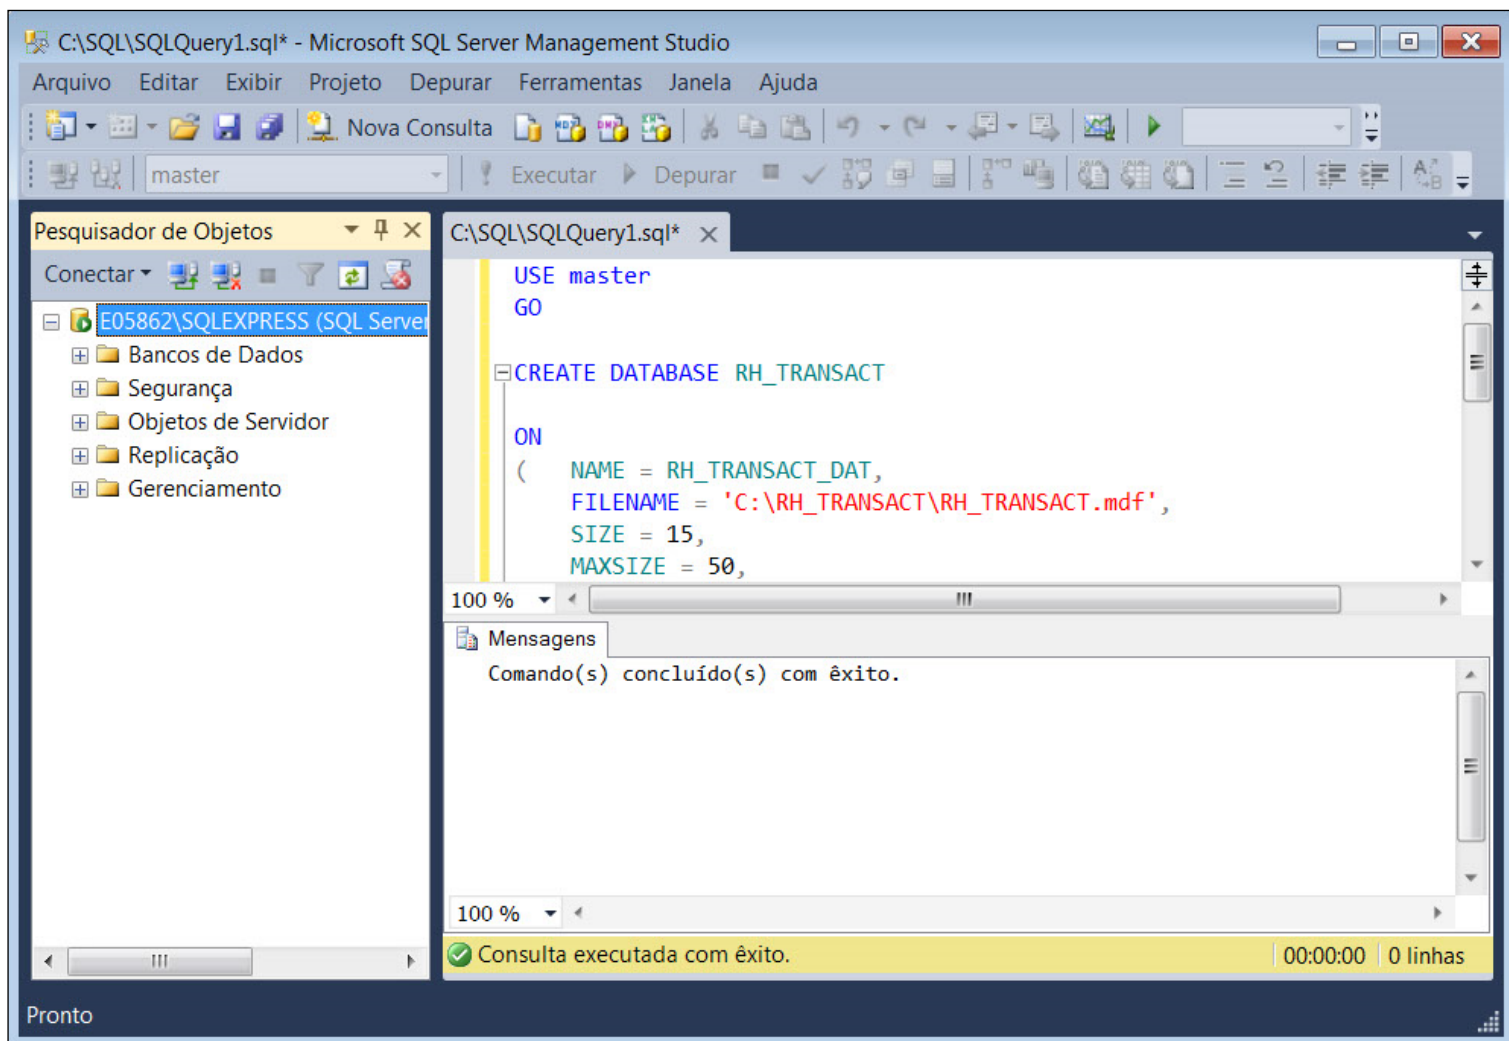 C:\SQL\SQLQuery1.sql* - Microsoft SQL Server Management Studio
Arquivo Editar Exibir Projeto Depurar Ferramentas Janela Ajuda
Nova Consulta
master Executar Depurar
Pesquisador de Objetos
Conectar
E05862\SQLEXPRESS (SQL Server
Bancos de Dados
Segurança
Objetos de Servidor
Replicação
Gerenciamento
C:\SQL\SQLQuery1.sql*
USE master
GO
CREATE DATABASE RH_TRANSACT
ON
( NAME = RH_TRANSACT_DAT,
FILENAME = 'C:\RH_TRANSACT\RH_TRANSACT.mdf',
SIZE = 15,
MAXSIZE = 50,
100 %
Mensagens
Comando(s) concluído(s) com êxito.
100 %
Consulta executada com êxito. 00:00:00 0 linhas
Pronto